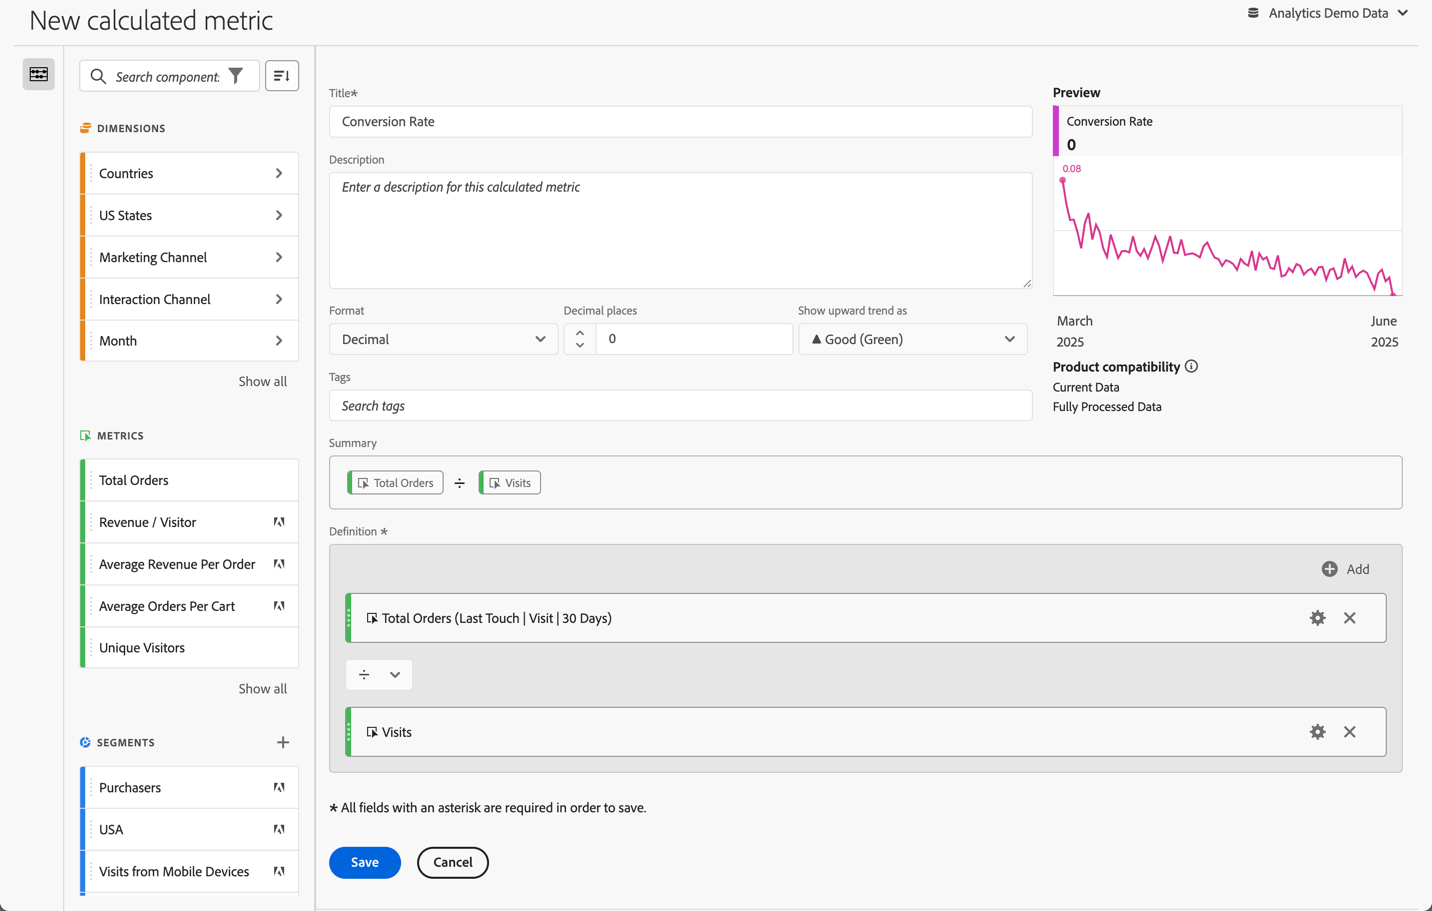 New calculated metric
Analytics Demo Data
Search component:
DIMENSIONS
Countries
US States
Marketing Channel
Interaction Channel
Month
Show all
METRICS
Total Orders
Revenue / Visitor
Average Revenue Per Order
Average Orders Per Cart
Unique Visitors
Show all
SEGMENTS
Purchasers
USA
Visits from Mobile Devices
Title*
Conversion Rate
Description
Enter a description for this calculated metric
Format
Decimal places
Show upward trend as
Decimal
0
▲ Good (Green)
Tags
Search tags
Summary
Total Orders ÷ Visits
Definition *
Add
Total Orders (Last Touch | Visit | 30 Days)
÷
Visits
* All fields with an asterisk are required in order to save.
Save
Cancel
Preview
Conversion Rate
0
0.08
March
2025
June
2025
Product compatibility
Current Data
Fully Processed Data